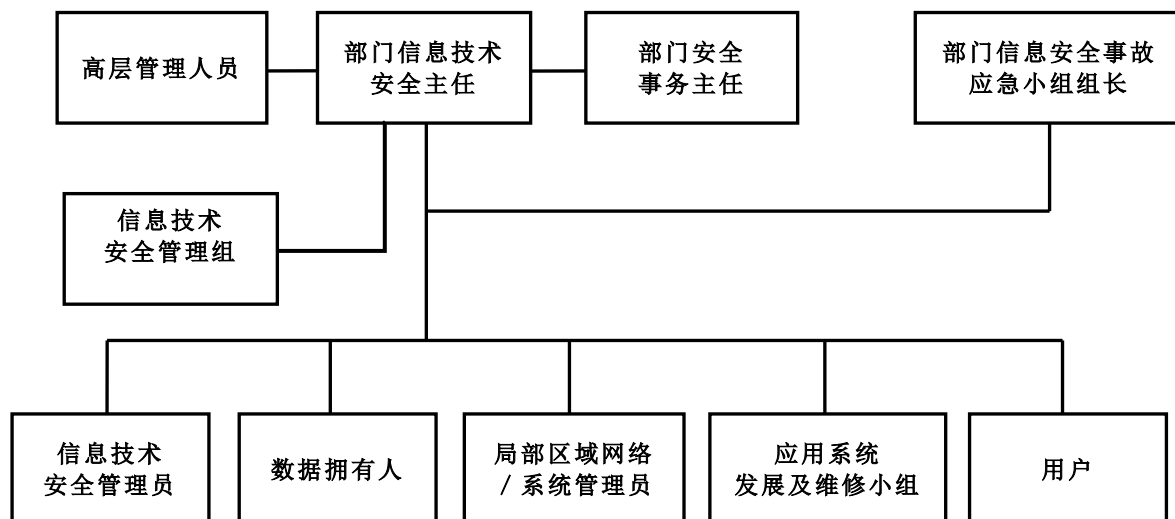 高层管理人员
部门信息技术
安全主任
部门安全
事务主任
部门信息安全事故
应急小组组长
信息技术
安全管理组
信息技术
安全管理员
数据拥有人
局部区域网络
/ 系统管理员
应用系统
发展及维修小组
用户